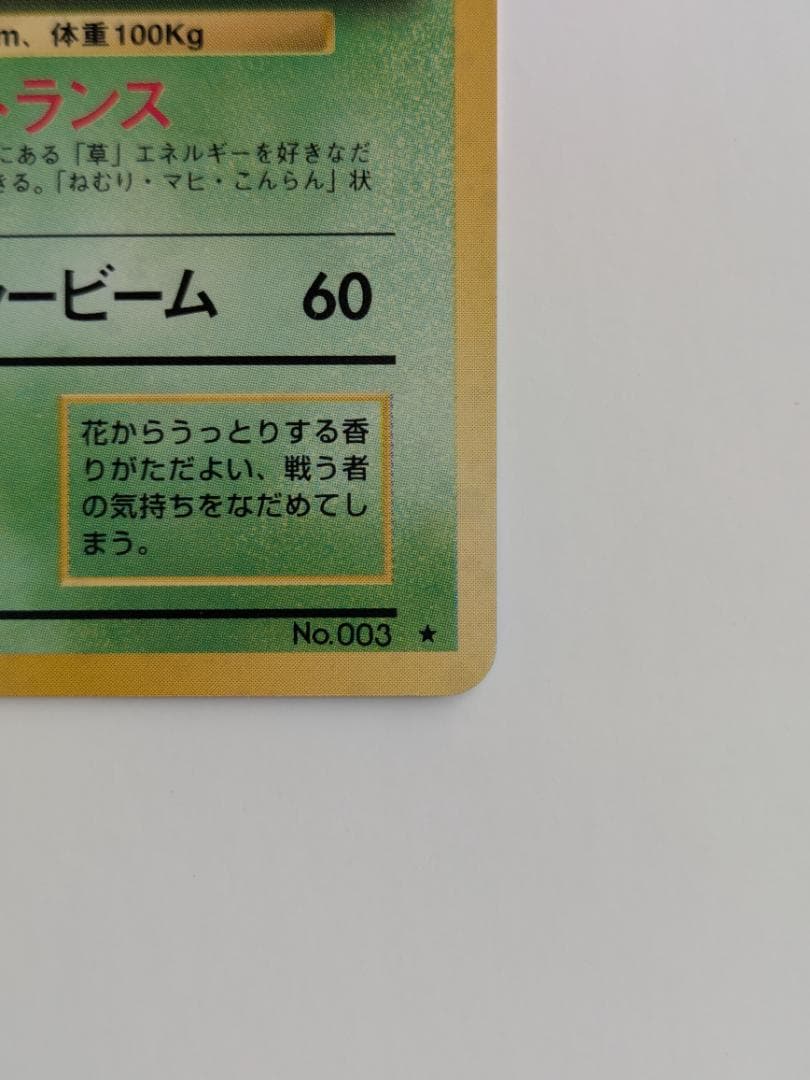 m、体重100Kg
トランス
にある「草」エネルギーを好きなだ
きる。「ねむり・マヒ・こんらん」状
ービーム 60
花からうっとりする香
りがただよい、戦う者
の気持ちをなだめてし
まう。
No.003 ★